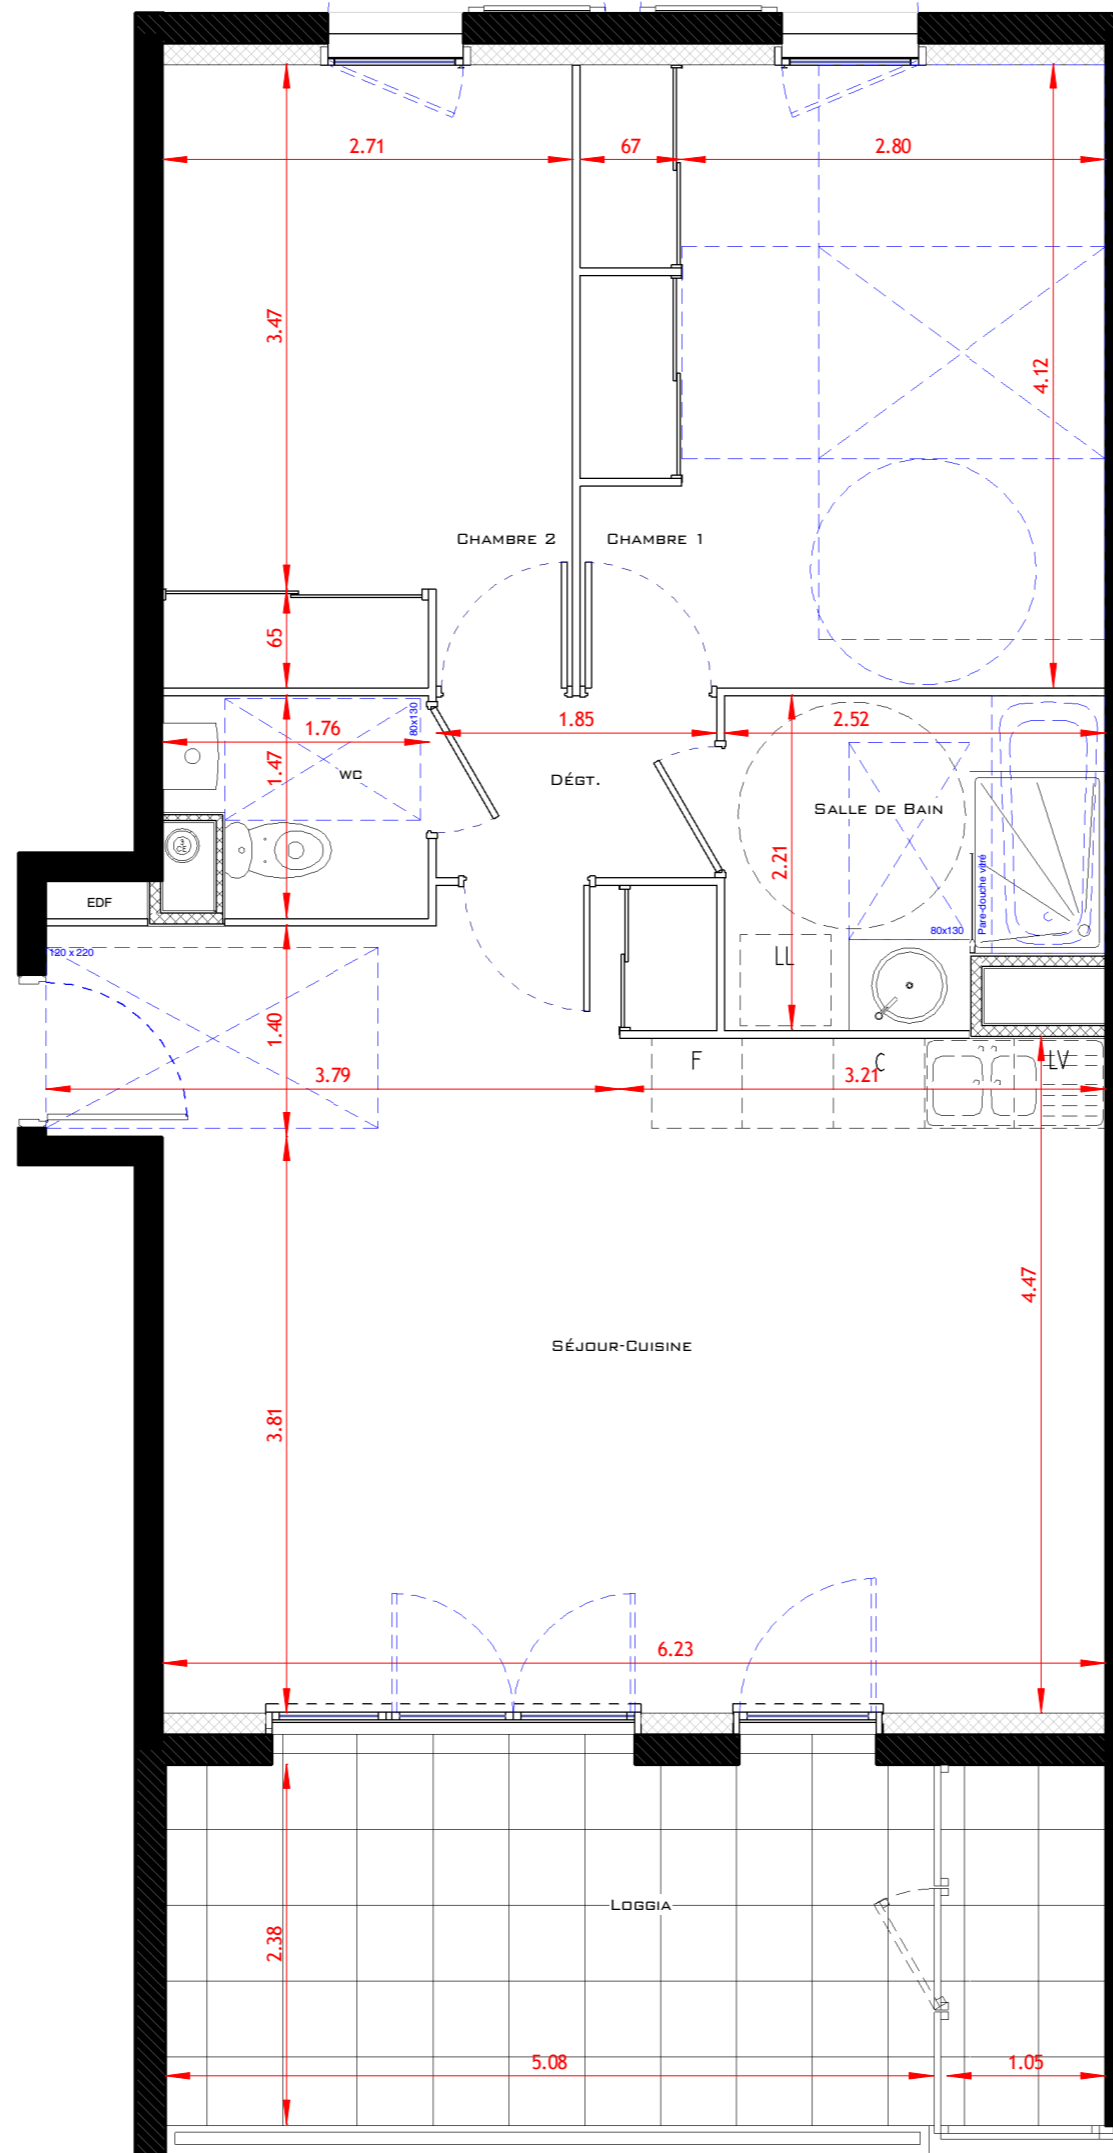 2.71
67
2.80
3.47
4.12
Chambre 2
Chambre 1
65
80x130
1.76
1.85
2.52
1.47
WC
Dégt.
Salle de Bain
2.21
Pare-douche vitré
EDF
80x130
120 x 220
LL
1.40
F
C
LV
3.79
3.21
4.47
Séjour-Cuisine
3.81
6.23
Loggia
2.38
5.08
1.05